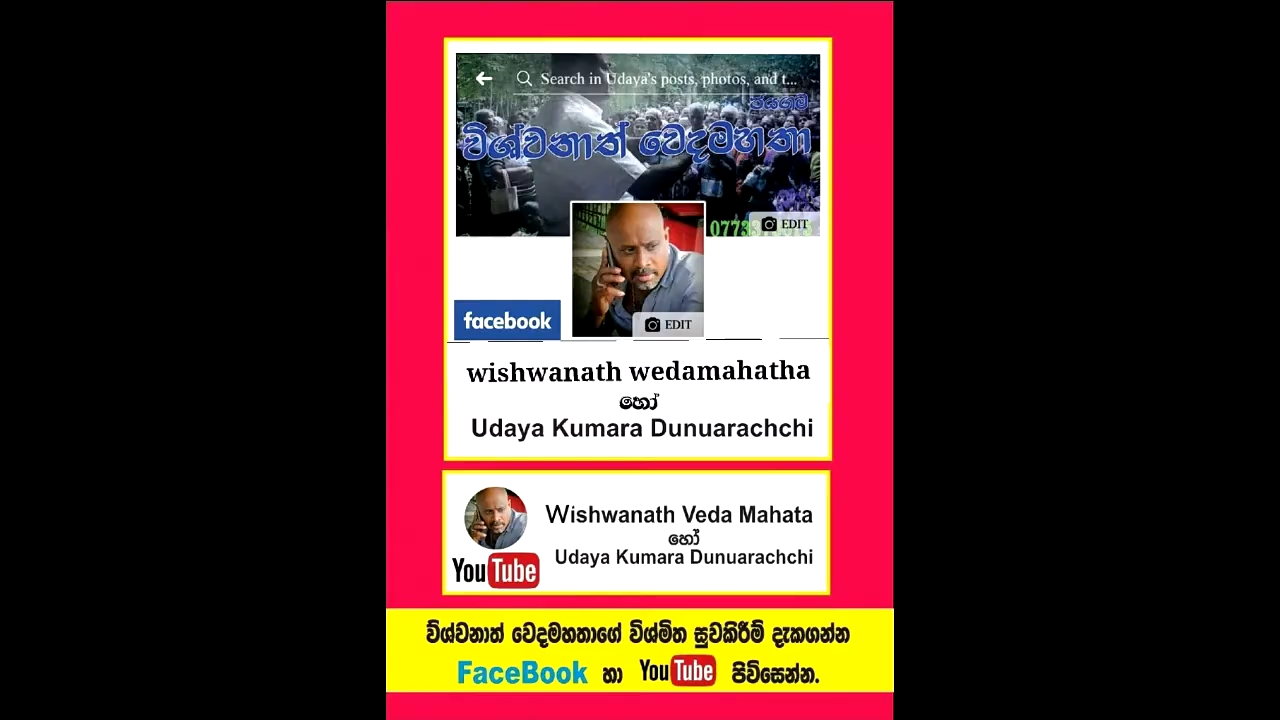 Search in Udaya's posts, photos, and t...
ජයගුරු
විශ්වනාත් වෙදමහතා
EDIT
EDIT
facebook
wishwanath wedamahatha
හෝ
Udaya Kumara Dunuarachchi
Wishwanath Veda Mahata
හෝ
Udaya Kumara Dunuarachchi
YouTube
විශ්වනාත් වෙදමහතාගේ විශ්මිත සුවකිරීම් දැකගන්න
FaceBook හා YouTube පිවිසෙන්න.